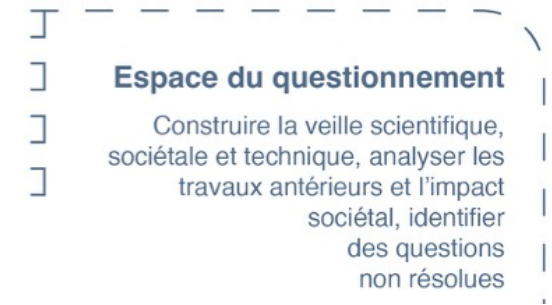 Espace du questionnement
Construire la veille scientifique,
sociétale et technique, analyser les
travaux antérieurs et l'impact
sociétal, identifier
des questions
non résolues